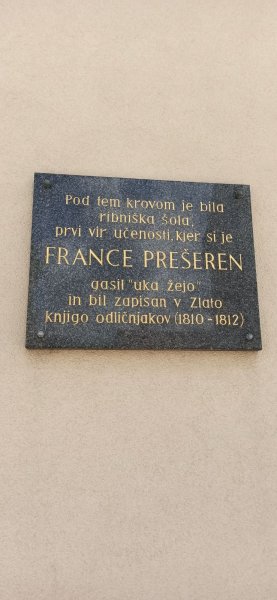 Pod tem krovom je bila
ribniška šola,
prvi vir učenosti, kjer si je
FRANCE PREŠEREN
gasil "uka žejo"
in bil zapisan v Zlato
knjigo odličnjakov (1810-1812)